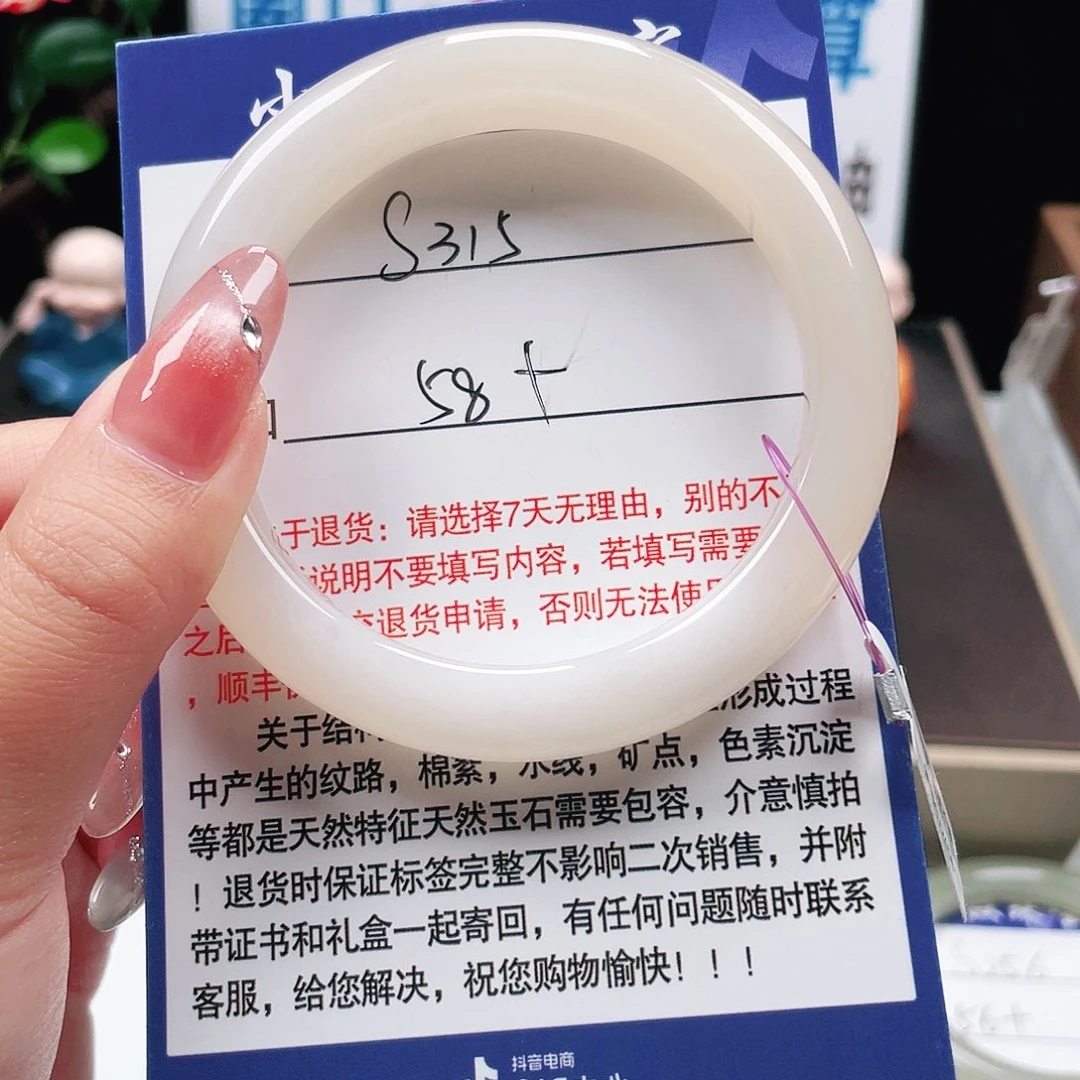 S315
58+
于退货：请选择7天无理由，别的不
说明不要填写内容，若填写需要
退货申请，否则无法使用
之后
，顺丰
关于结构 形成过程
中产生的纹路，棉絮，水线，矿点，色素沉淀
等都是天然特征天然玉石需要包容，介意慎拍
！退货时保证标签完整不影响二次销售，并附
带证书和礼盒一起寄回，有任何问题随时联系
客服，给您解决，祝您购物愉快！！！
抖音电商
S56
56+